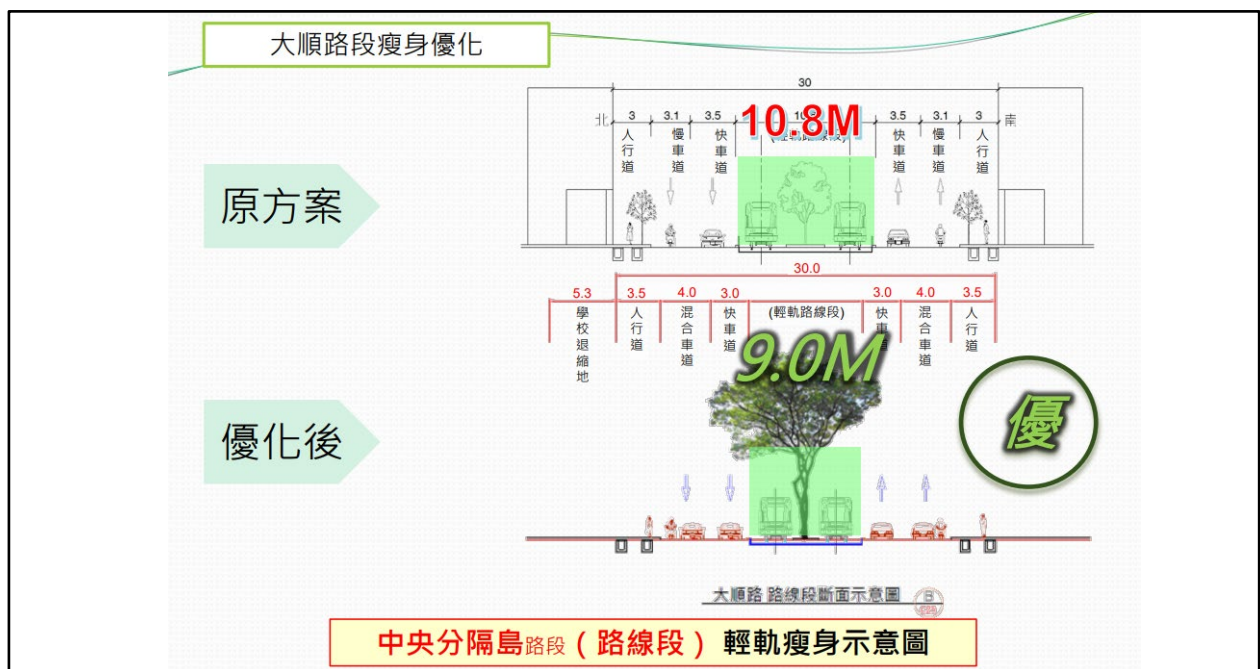 大順路段瘦身優化
30
北 3 3.1 3.5 10.8M 3.5 3.1 3 南
人行道 慢車道 快車道 (輕軌路線段) 快車道 慢車道 人行道
原方案
30.0
5.3 3.5 4.0 3.0 3.0 4.0 3.5
學校退縮地 人行道 混合車道 快車道 (輕軌路線段) 快車道 混合車道 人行道
9.0M
優化後
優
大順路 路線段斷面示意圖 B
中央分隔島路段(路線段) 輕軌瘦身示意圖